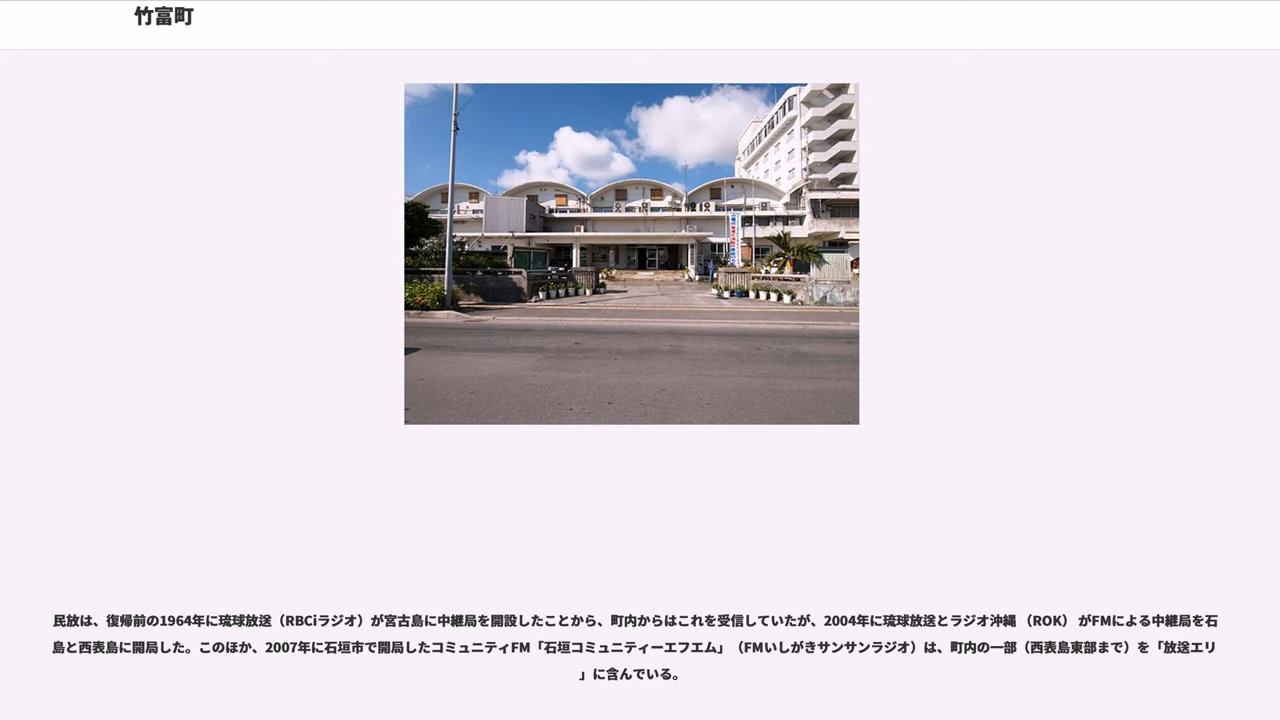 竹富町
民放は、復帰前の1964年に琉球放送（RBCiラジオ）が宮古島に中継局を開設したことから、町内からはこれを受信していたが、2004年に琉球放送とラジオ沖縄 （ROK） がFMによる中継局を石
島と西表島に開局した。このほか、2007年に石垣市で開局したコミュニティFM「石垣コミュニティーエフエム」（FMいしがきサンサンラジオ）は、町内の一部（西表島東部まで）を「放送エリ
」に含んでいる。